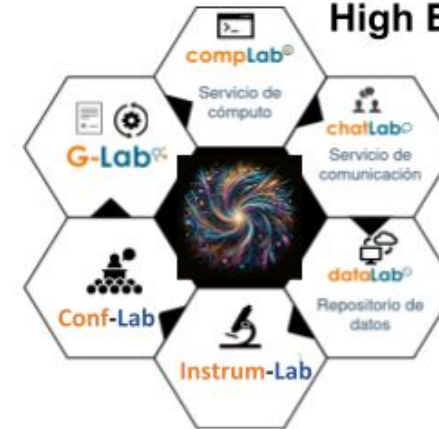 High E
compLab
Servicio de
cómputo
G-Lab
chatLab
Servicio de
comunicación
Conf-Lab
dataLab
Repositorio de
datos
Instrum-Lab